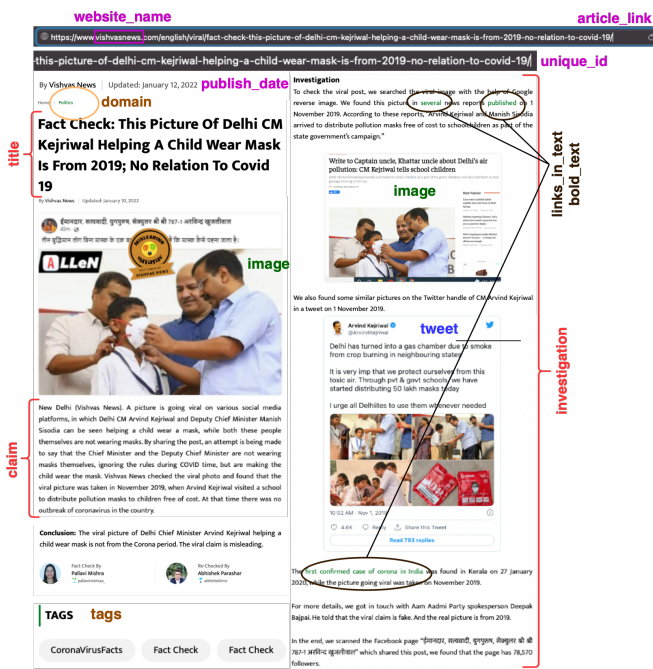 website_name
article_link
https://www.vishvasnews.com/english/viral/fact-check-this-picture-of-delhi-cm-kejriwal-helping-a-child-wear-mask-is-from-2019-no-relation-to-covid-19/
-this-picture-of-delhi-cm-kejriwal-helping-a-child-wear-mask-is-from-2019-no-relation-to-covid-19/
unique_id
By Vishvas News | Updated: January 12, 2022
publish_date
Home
Politics
domain
title
Fact Check: This Picture Of Delhi CM
Kejriwal Helping A Child Wear Mask
Is From 2019; No Relation To Covid
19
By Vishvas News | Updated: January 10, 2022
ईमानदार, सत्यवादी, युगपुरुष, सेक्युलर श्री श्री 787-1 अरविन्द खुजलीवाल
45m
MISLEADING
VISHVAS NEWS
ALLeN
image
claim
New Delhi (Vishvas News). A picture is going viral on various social media
platforms, in which Delhi CM Arvind Kejriwal and Deputy Chief Minister Manish
Sisodia can be seen helping a child wear a mask, while both these people
themselves are not wearing masks. By sharing the post, an attempt is being made
to say that the Chief Minister and the Deputy Chief Minister are not wearing
masks themselves, ignoring the rules during COVID time, but are making
the child wear the mask. Vishvas News checked the viral photo and found that the
viral picture was taken in November 2019, when Arvind Kejriwal visited a school
to distribute pollution masks to children free of cost. At that time there was no
outbreak of coronavirus in the country.
Conclusion: The viral picture of Delhi Chief Minister Arvind Kejriwal helping a
child wear mask is not from the Corona period. The viral claim is misleading.
Fact Check By
Pallavi Mishra
pallavimishraa_
Re-Checked By
Abhishek Parashar
abhishekiimc
TAGS
tags
CoronaVirusFacts
Fact Check
Fact Check
Investigation
To check the viral post, we searched the viral image with the help of Google
reverse image. We found this picture in several news reports published on 1
November 2019. According to these reports, "Arvind Kejriwal and Manish Sisodia
arrived to distribute pollution masks free of cost to schoolchildren as part of the
state government's campaign."
Write to Captain uncle, Khattar uncle about Delhi's air
pollution: CM Kejriwal tells school children
image
links_in_text
bold_text
We also found some similar pictures on the Twitter handle of CM Arvind Kejriwal
in a tweet on 1 November 2019.
Arvind Kejriwal
@ArvindKejriwal
tweet
Delhi has turned into a gas chamber due to smoke
from crop burning in neighbouring states
It is very imp that we protect ourselves from this
toxic air. Through pvt & govt schools, we have
started distributing 50 lakh masks today
I urge all Delhiites to use them whenever needed
10:02 AM · Nov 1, 2019
4.6K
Reply
Share this Tweet
Read 783 replies
investigation
The first confirmed case of corona in India was found in Kerala on 27 January
2020, while the picture going viral was taken on November 2019.
For more details, we got in touch with Aam Aadmi Party spokesperson Deepak
Bajpai. He told that the viral claim is fake. And the real picture is from 2019.
In the end, we scanned the Facebook page "ईमानदार, सत्यवादी, युगपुरुष, सेक्युलर श्री श्री
787-1 अरविन्द खुजलीवाल" which shared this post, we found that the page has 78,570
followers.